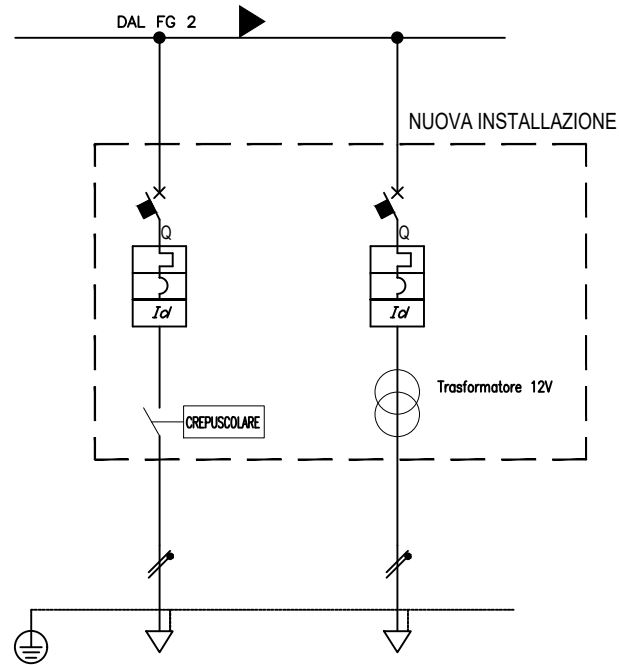 DAL FG 2
NUOVA INSTALLAZIONE
Q
Q
Id
Id
Trasformatore 12V
CREPUSCOLARE